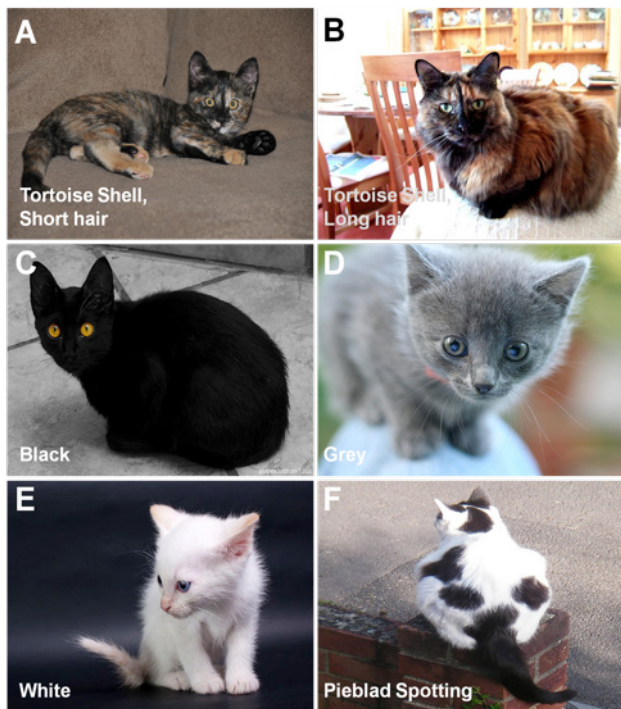 A
Tortoise Shell,
Short hair
B
Tortoise Shell,
Long hair
C
Black
D
Grey
E
White
F
Pieblad Spotting